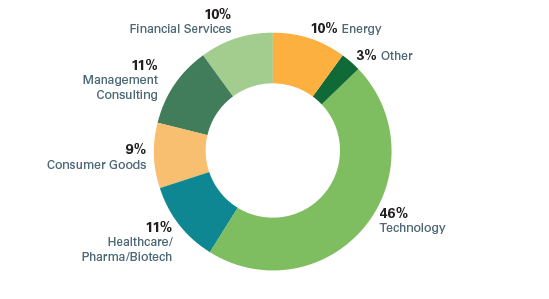 10%
Financial Services
10% Energy
3% Other
11%
Management
Consulting
9%
Consumer Goods
46%
Technology
11%
Healthcare/
Pharma/Biotech